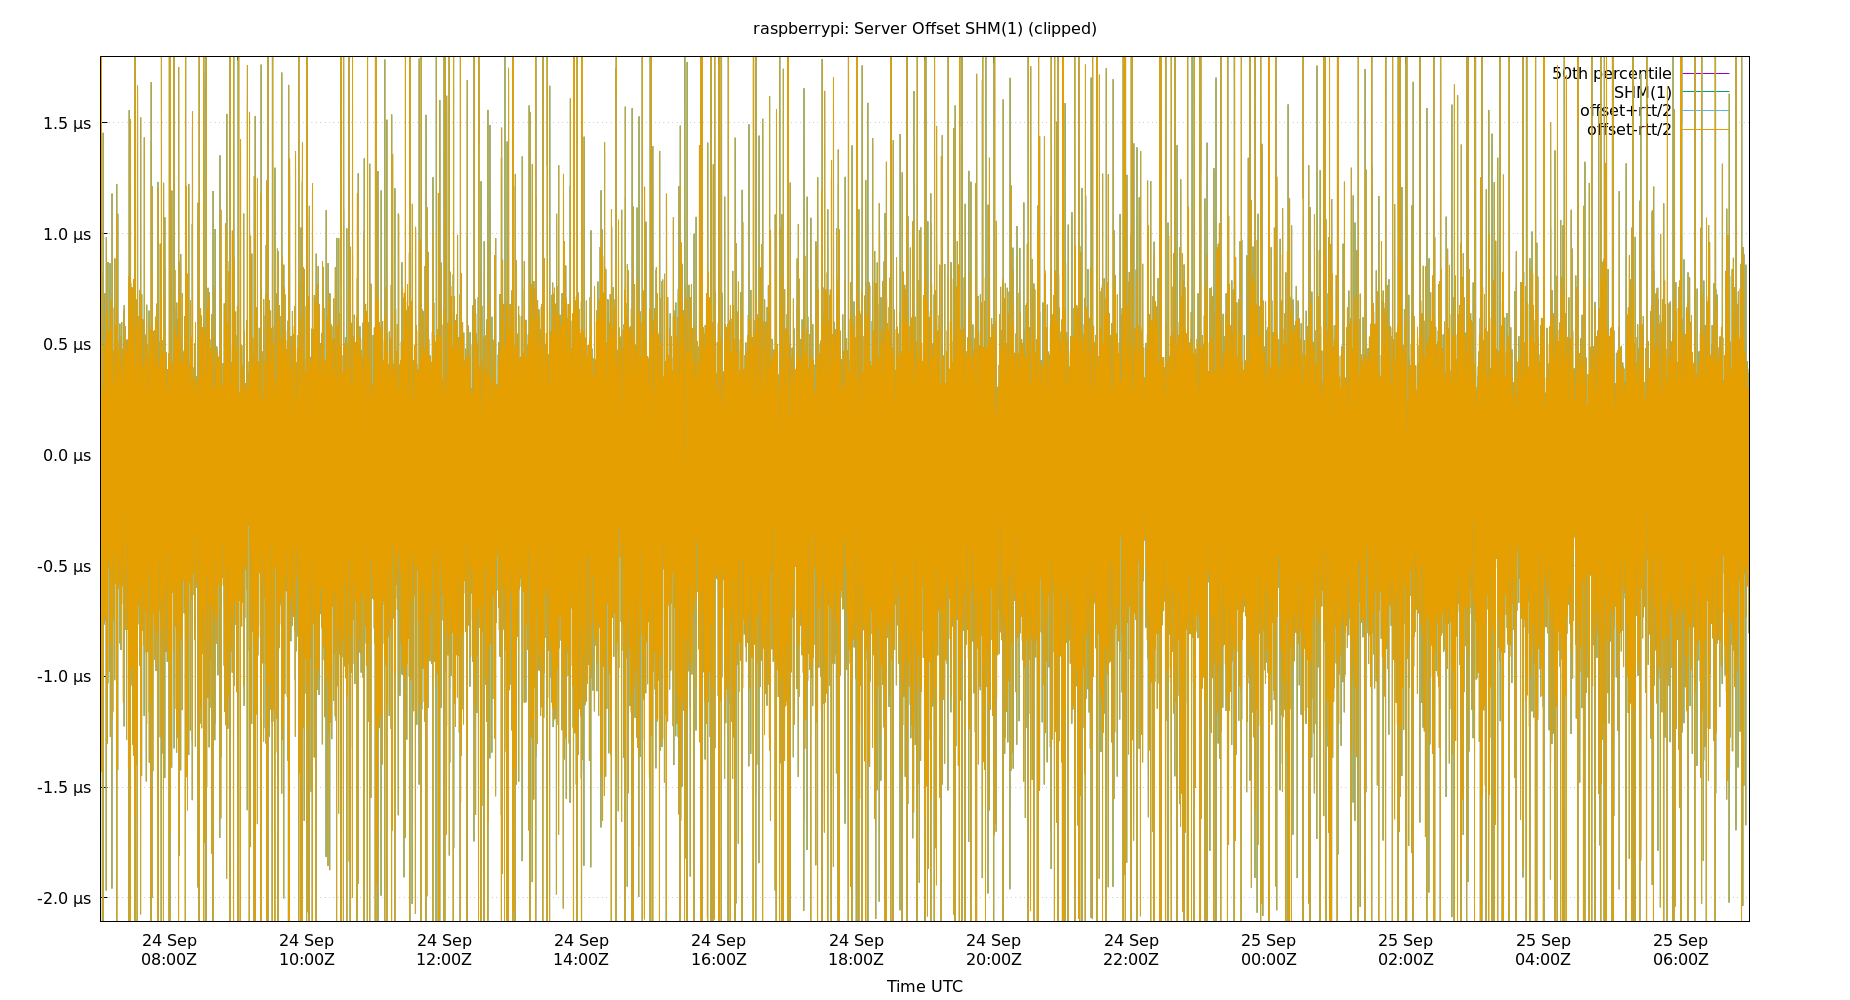 raspberrypi: Server Offset SHM(1) (clipped)
50th percentile
SHM(1)
offset+rtt/2
offset-rtt/2
1.5 µs
1.0 µs
0.5 µs
0.0 µs
-0.5 µs
-1.0 µs
-1.5 µs
-2.0 µs
24 Sep 24 Sep 24 Sep 24 Sep 24 Sep 24 Sep 24 Sep 24 Sep 25 Sep 25 Sep 25 Sep 25 Sep
08:00Z 10:00Z 12:00Z 14:00Z 16:00Z 18:00Z 20:00Z 22:00Z 00:00Z 02:00Z 04:00Z 06:00Z
Time UTC